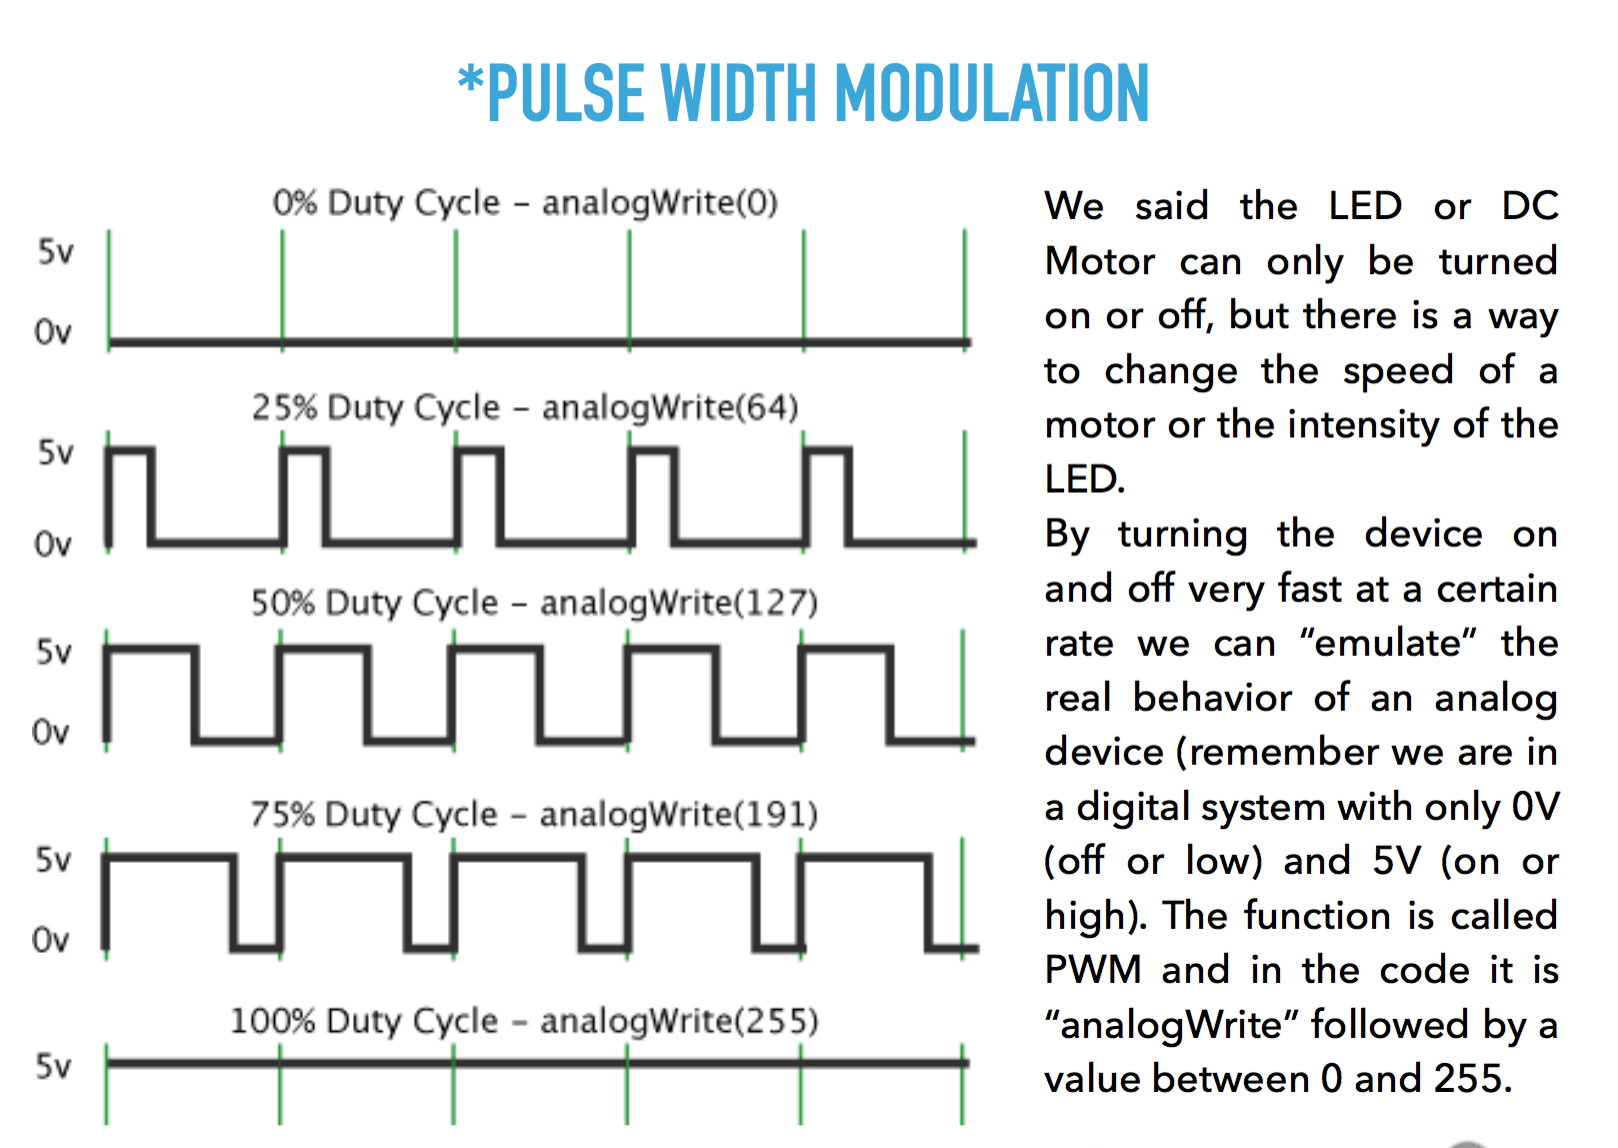 *PULSE WIDTH MODULATION
0% Duty Cycle – analogWrite(0)
5v
0v
25% Duty Cycle – analogWrite(64)
5v
0v
50% Duty Cycle – analogWrite(127)
5v
0v
75% Duty Cycle – analogWrite(191)
5v
0v
100% Duty Cycle – analogWrite(255)
5v
We said the LED or DC
Motor can only be turned
on or off, but there is a way
to change the speed of a
motor or the intensity of the
LED.
By turning the device on
and off very fast at a certain
rate we can “emulate” the
real behavior of an analog
device (remember we are in
a digital system with only 0V
(off or low) and 5V (on or
high). The function is called
PWM and in the code it is
“analogWrite” followed by a
value between 0 and 255.